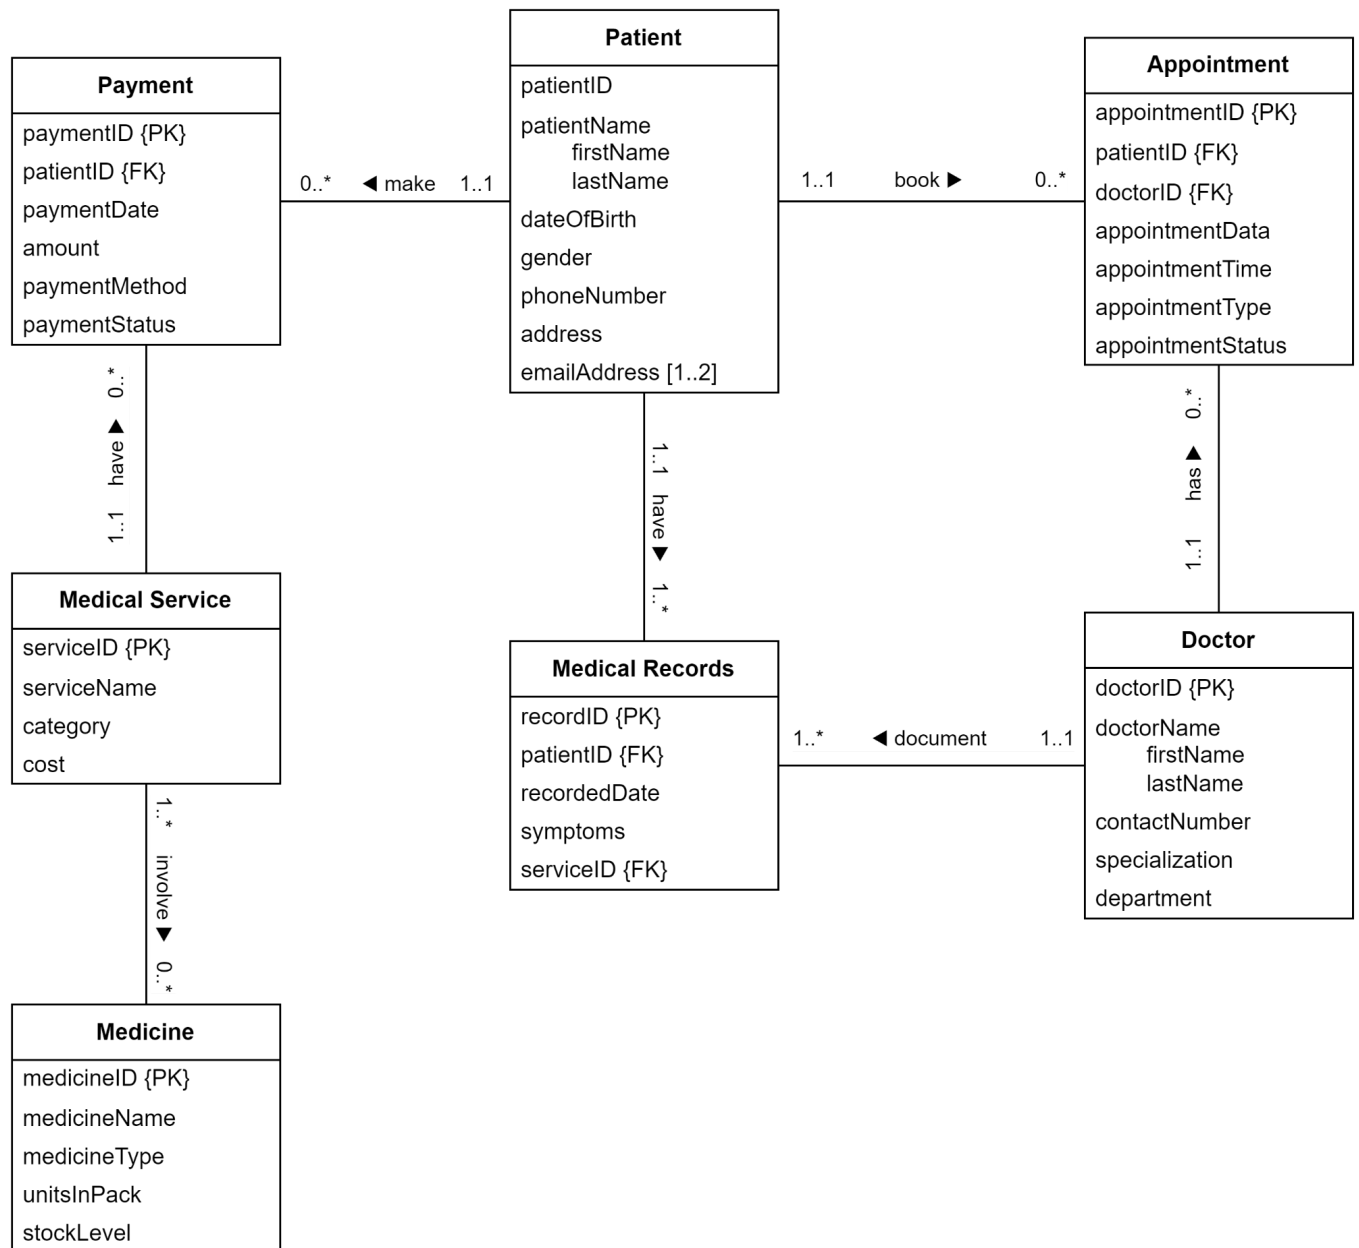 Payment
paymentID {PK}
patientID {FK}
paymentDate
amount
paymentMethod
paymentStatus
0..* ◀ make 1..1
Patient
patientID
patientName
firstName
lastName
dateOfBirth
gender
phoneNumber
address
emailAddress [1..2]
1..1 book ▶ 0..*
Appointment
appointmentID {PK}
patientID {FK}
doctorID {FK}
appointmentData
appointmentTime
appointmentType
appointmentStatus
1..1 have ▶ 0..*
1..1 have ▶ 1..*
1..1 has ▶ 0..*
Medical Service
serviceID {PK}
serviceName
category
cost
Medical Records
recordID {PK}
patientID {FK}
recordedDate
symptoms
serviceID {FK}
1..* ◀ document 1..1
Doctor
doctorID {PK}
doctorName
firstName
lastName
contactNumber
specialization
department
1..* involve ▶ 0..*
Medicine
medicineID {PK}
medicineName
medicineType
unitsInPack
stockLevel